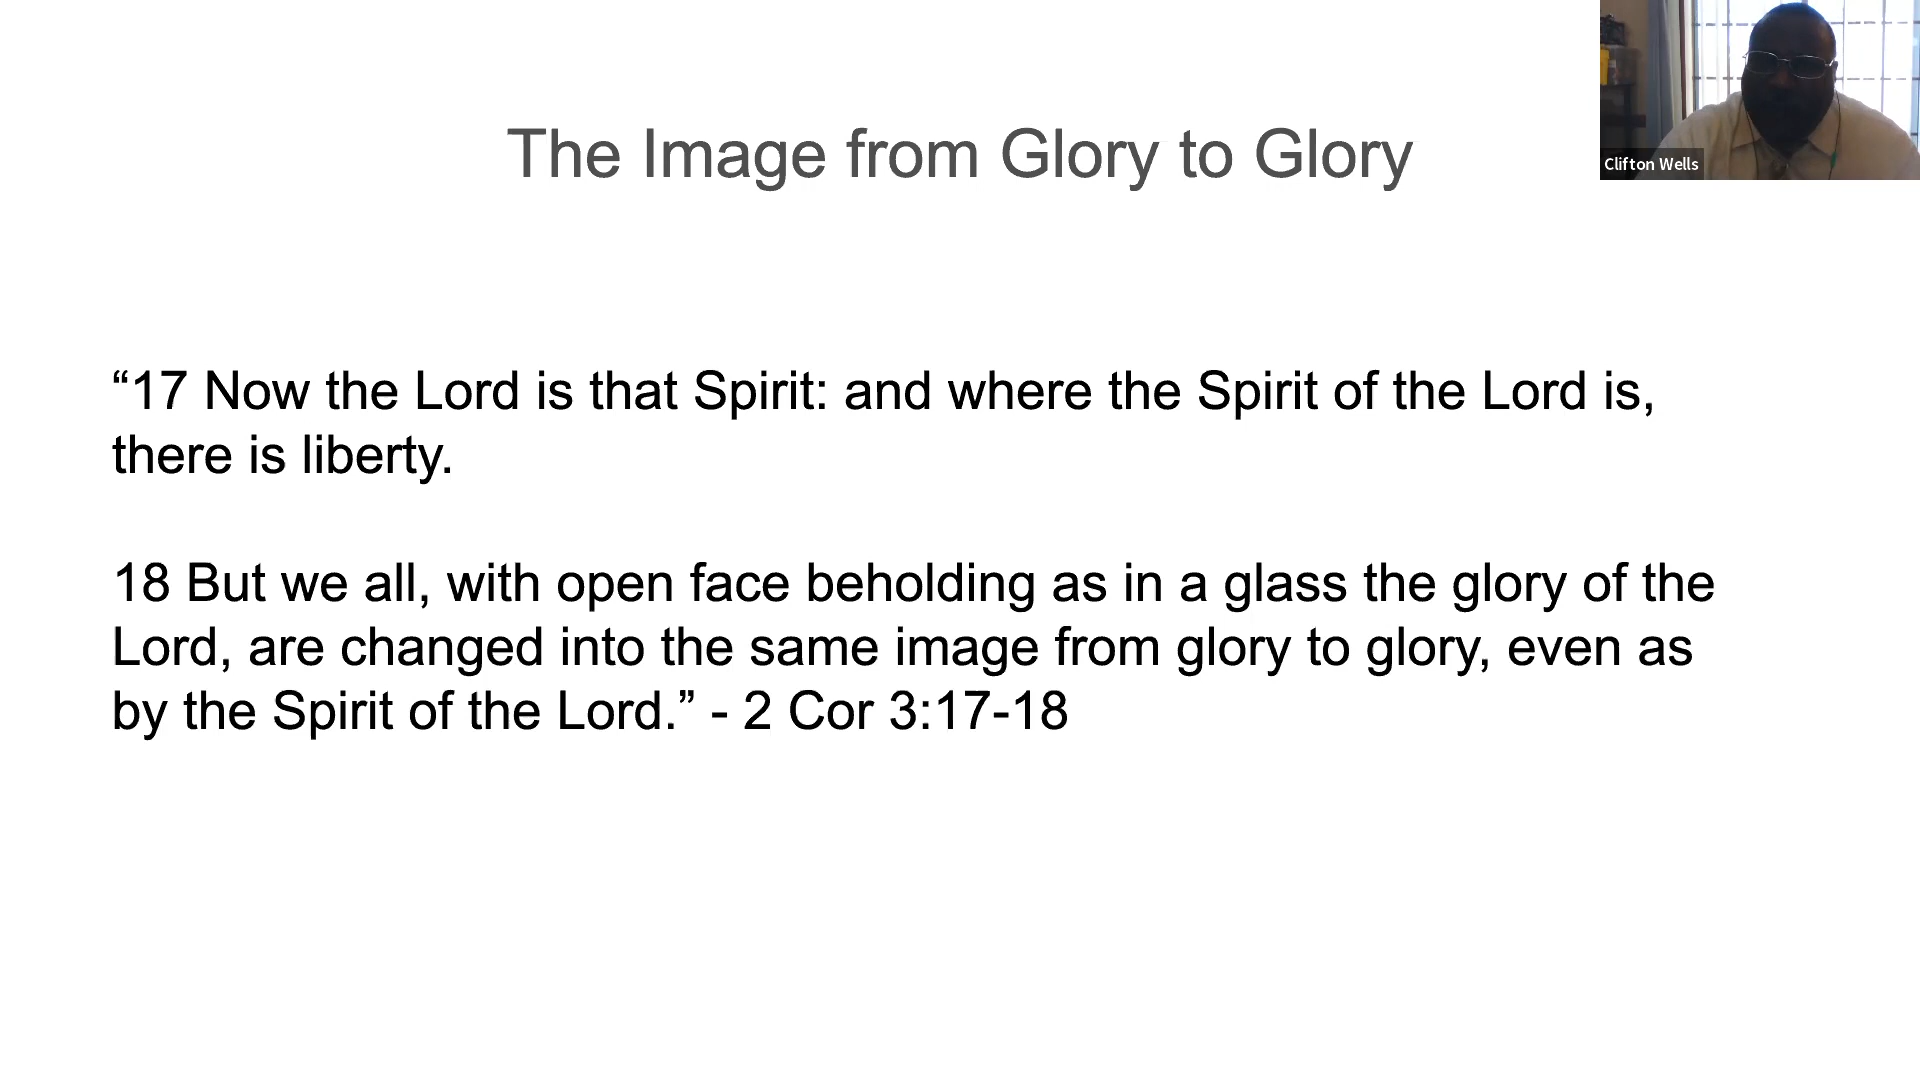 The Image from Glory to Glory
Clifton Wells
“17 Now the Lord is that Spirit: and where the Spirit of the Lord is,
there is liberty.
18 But we all, with open face beholding as in a glass the glory of the
Lord, are changed into the same image from glory to glory, even as
by the Spirit of the Lord.” - 2 Cor 3:17-18